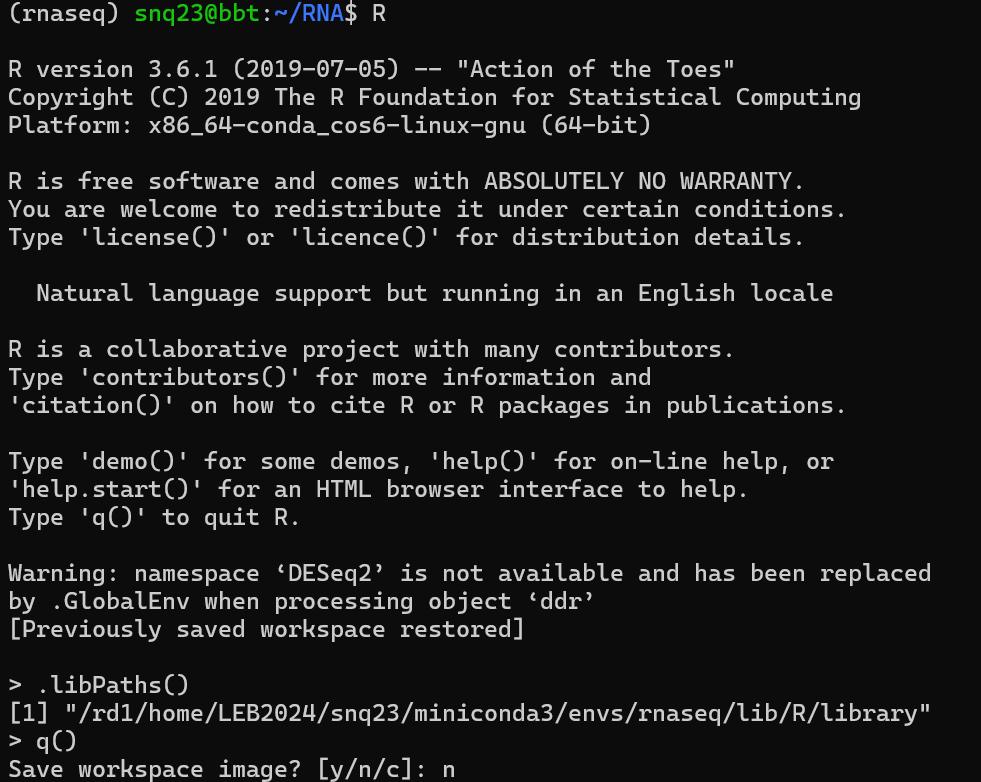 (rnaseq) snq23@bbt:~/RNA$ R
R version 3.6.1 (2019-07-05) -- "Action of the Toes"
Copyright (C) 2019 The R Foundation for Statistical Computing
Platform: x86_64-conda_cos6-linux-gnu (64-bit)
R is free software and comes with ABSOLUTELY NO WARRANTY.
You are welcome to redistribute it under certain conditions.
Type 'license()' or 'licence()' for distribution details.
Natural language support but running in an English locale
R is a collaborative project with many contributors.
Type 'contributors()' for more information and
'citation()' on how to cite R or R packages in publications.
Type 'demo()' for some demos, 'help()' for on-line help, or
'help.start()' for an HTML browser interface to help.
Type 'q()' to quit R.
Warning: namespace ‘DESeq2’ is not available and has been replaced
by .GlobalEnv when processing object ‘ddr’
[Previously saved workspace restored]
> .libPaths()
[1] "/rd1/home/LEB2024/snq23/miniconda3/envs/rnaseq/lib/R/library"
> q()
Save workspace image? [y/n/c]: n